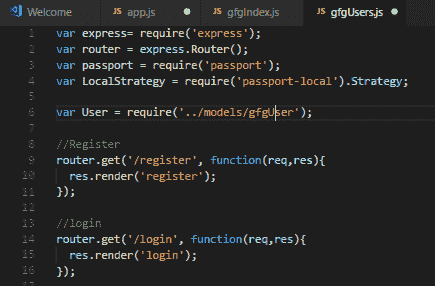 Welcome JS app.js JS gfgIndex.js JS gfgUsers.js
1 var express= require('express');
2 var router = express.Router();
3 var passport = require('passport');
4 var LocalStrategy = require('passport-local').Strategy;
5
6 var User = require('../models/gfgUser');
7
8 //Register
9 router.get('/register', function(req,res){
10 res.render('register');
11 });
12
13 //login
14 router.get('/login', function(req,res){
15 res.render('login');
16 });
17